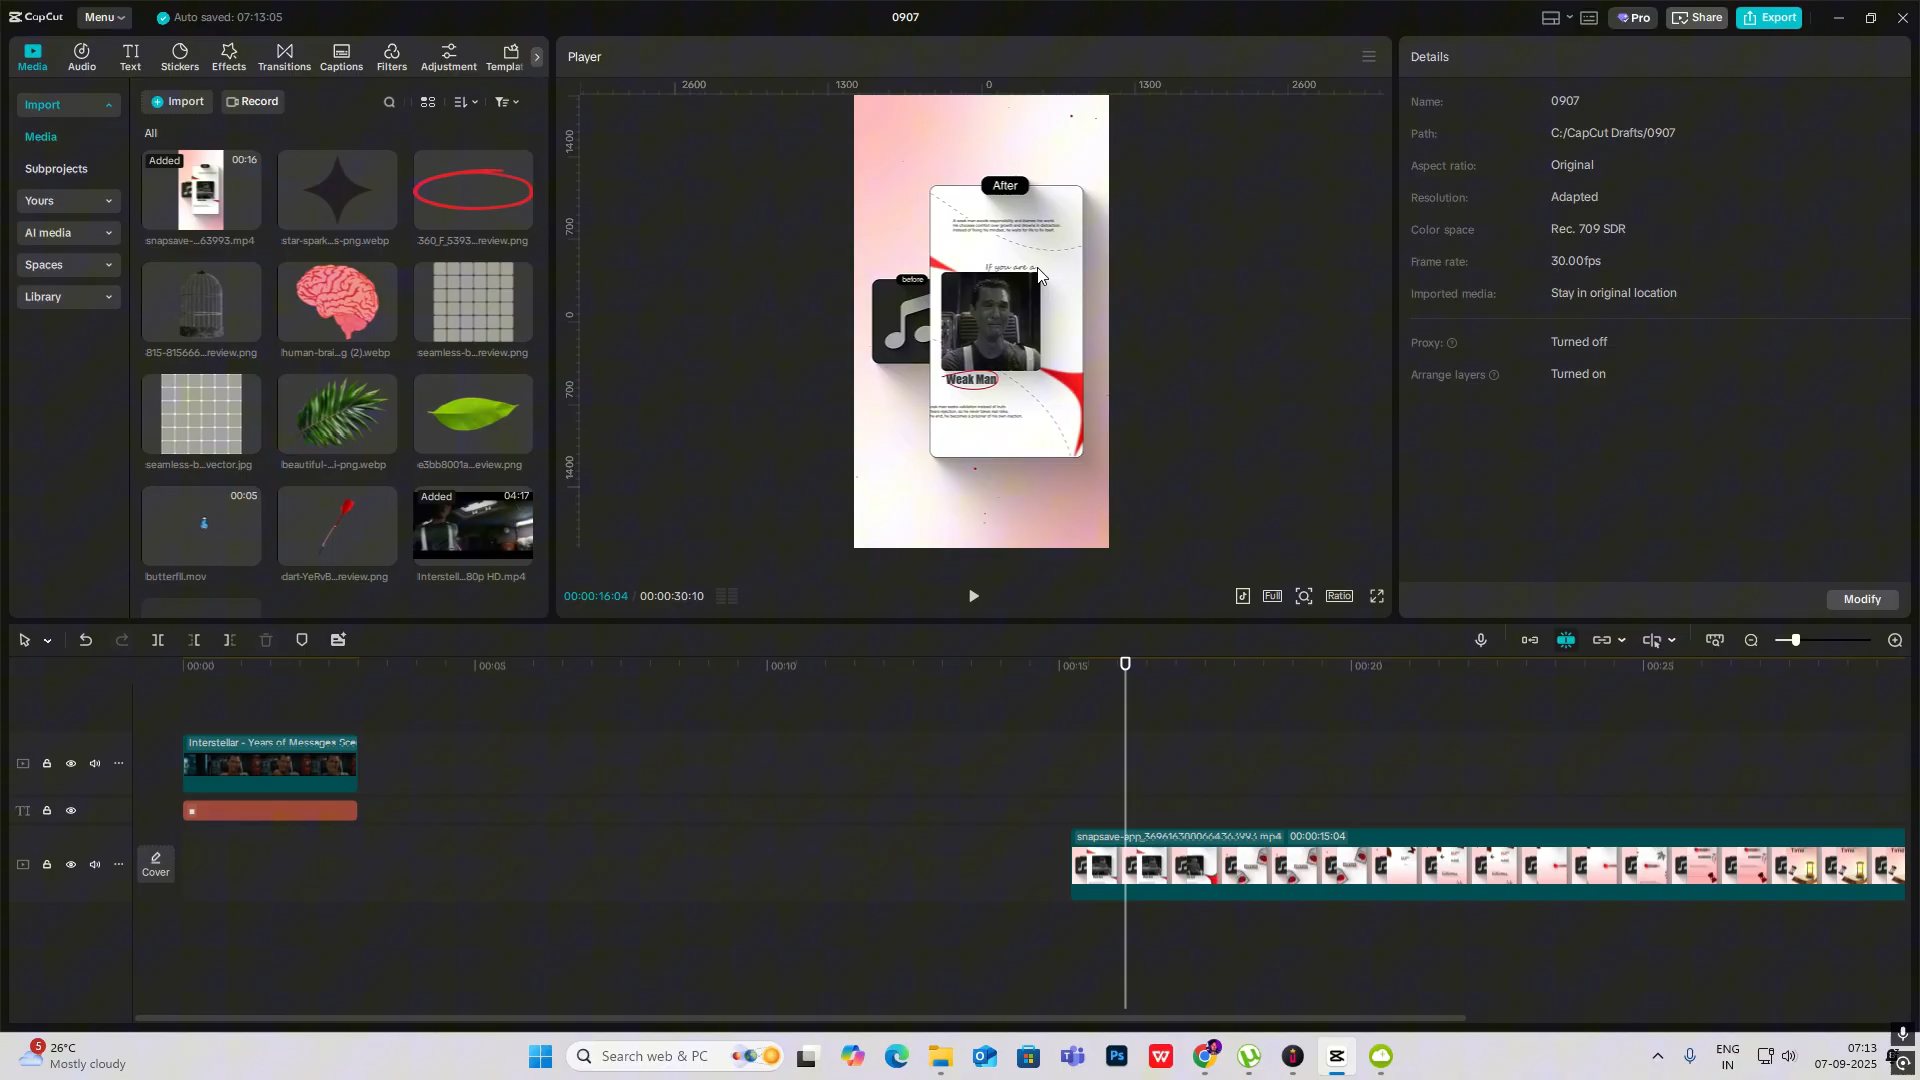 CapCut
Menu
Auto saved: 07:13:05
0907
Pro
Share
Export
Media
Audio
Text
Stickers
Effects
Transitions
Captions
Filters
Adjustment
Templat
Player
Details
Import
Media
Subprojects
Yours
AI media
Spaces
Library
Import
Record
All
Added
00:16
snapsave-...63993.mp4
star-spark...s-png.webp
360_F_5393...review.png
815-815666...review.png
human-brai...g (2).webp
seamless-b...review.png
seamless-b...vector.jpg
beautiful-...i-png.webp
e3bb8001a...eview.png
00:05
butterfll.mov
dart-YeRvB...review.png
Added
04:17
Interstell...80p HD.mp4
2600
1300
0
1300
2600
1400
700
0
700
1400
After
before
If you are a
Weak Man
00:00:16:04 / 00:00:30:10
Full
Ratio
Name:
0907
Path:
C:/CapCut Drafts/0907
Aspect ratio:
Original
Resolution:
Adapted
Color space
Rec. 709 SDR
Frame rate:
30.00fps
Imported media:
Stay in original location
Proxy:
Turned off
Arrange layers
Turned on
Modify
00:00
00:05
00:10
00:15
00:20
00:25
Interstellar - Years of Messages Sce
TI
Cover
snapsave-app_3696163000664363993.mp4 00:00:15:04
5
26°C
Mostly cloudy
Search web & PC
Ps
ENG
IN
07:13
07-09-2025